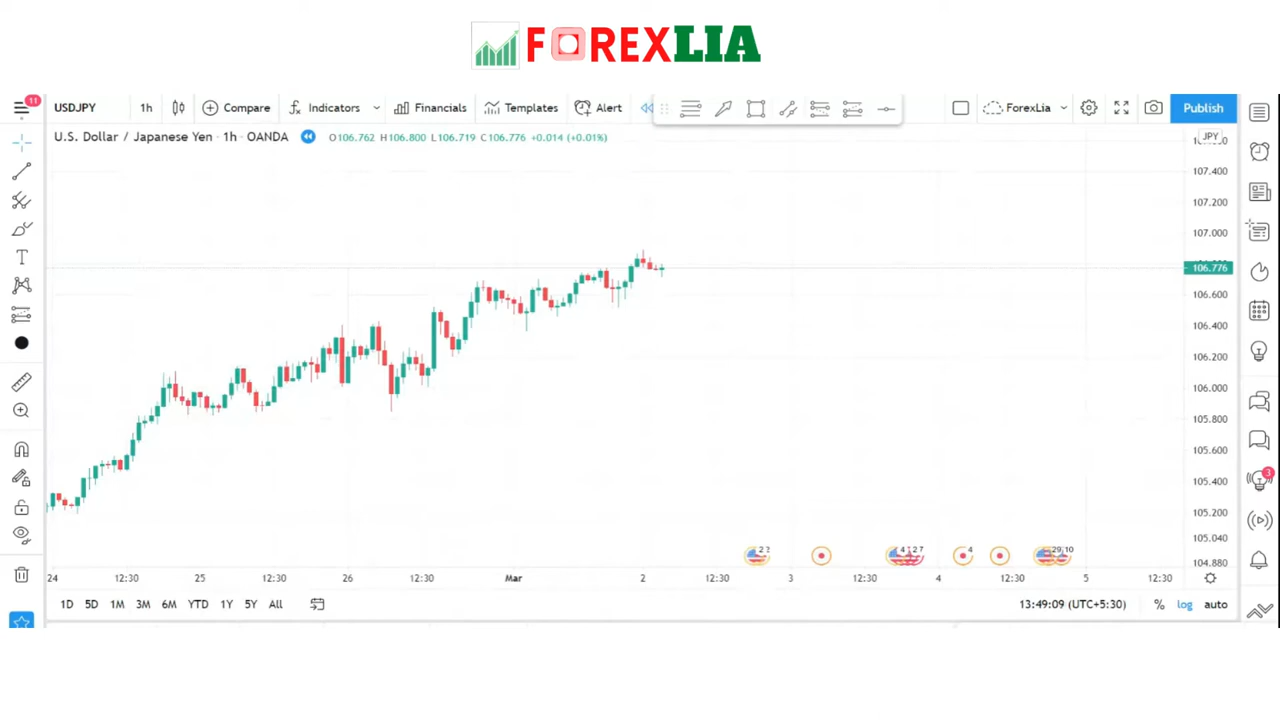 FOREXLIA
11
USDJPY 1h Compare Indicators Financials Templates Alert ForexLia Publish
U.S. Dollar / Japanese Yen · 1h · OANDA O106.762 H106.800 L106.719 C106.776 +0.014 (+0.01%)
JPY
107.400
107.200
107.000
106.776
106.600
106.400
106.200
106.000
105.800
105.600
105.400
3
105.200
105.040
104.880
24 12:30 25 12:30 26 12:30 Mar 2 12:30 3 12:30 4 12:30 5 12:30
1D 5D 1M 3M 6M YTD 1Y 5Y All 13:49:09 (UTC+5:30) % log auto